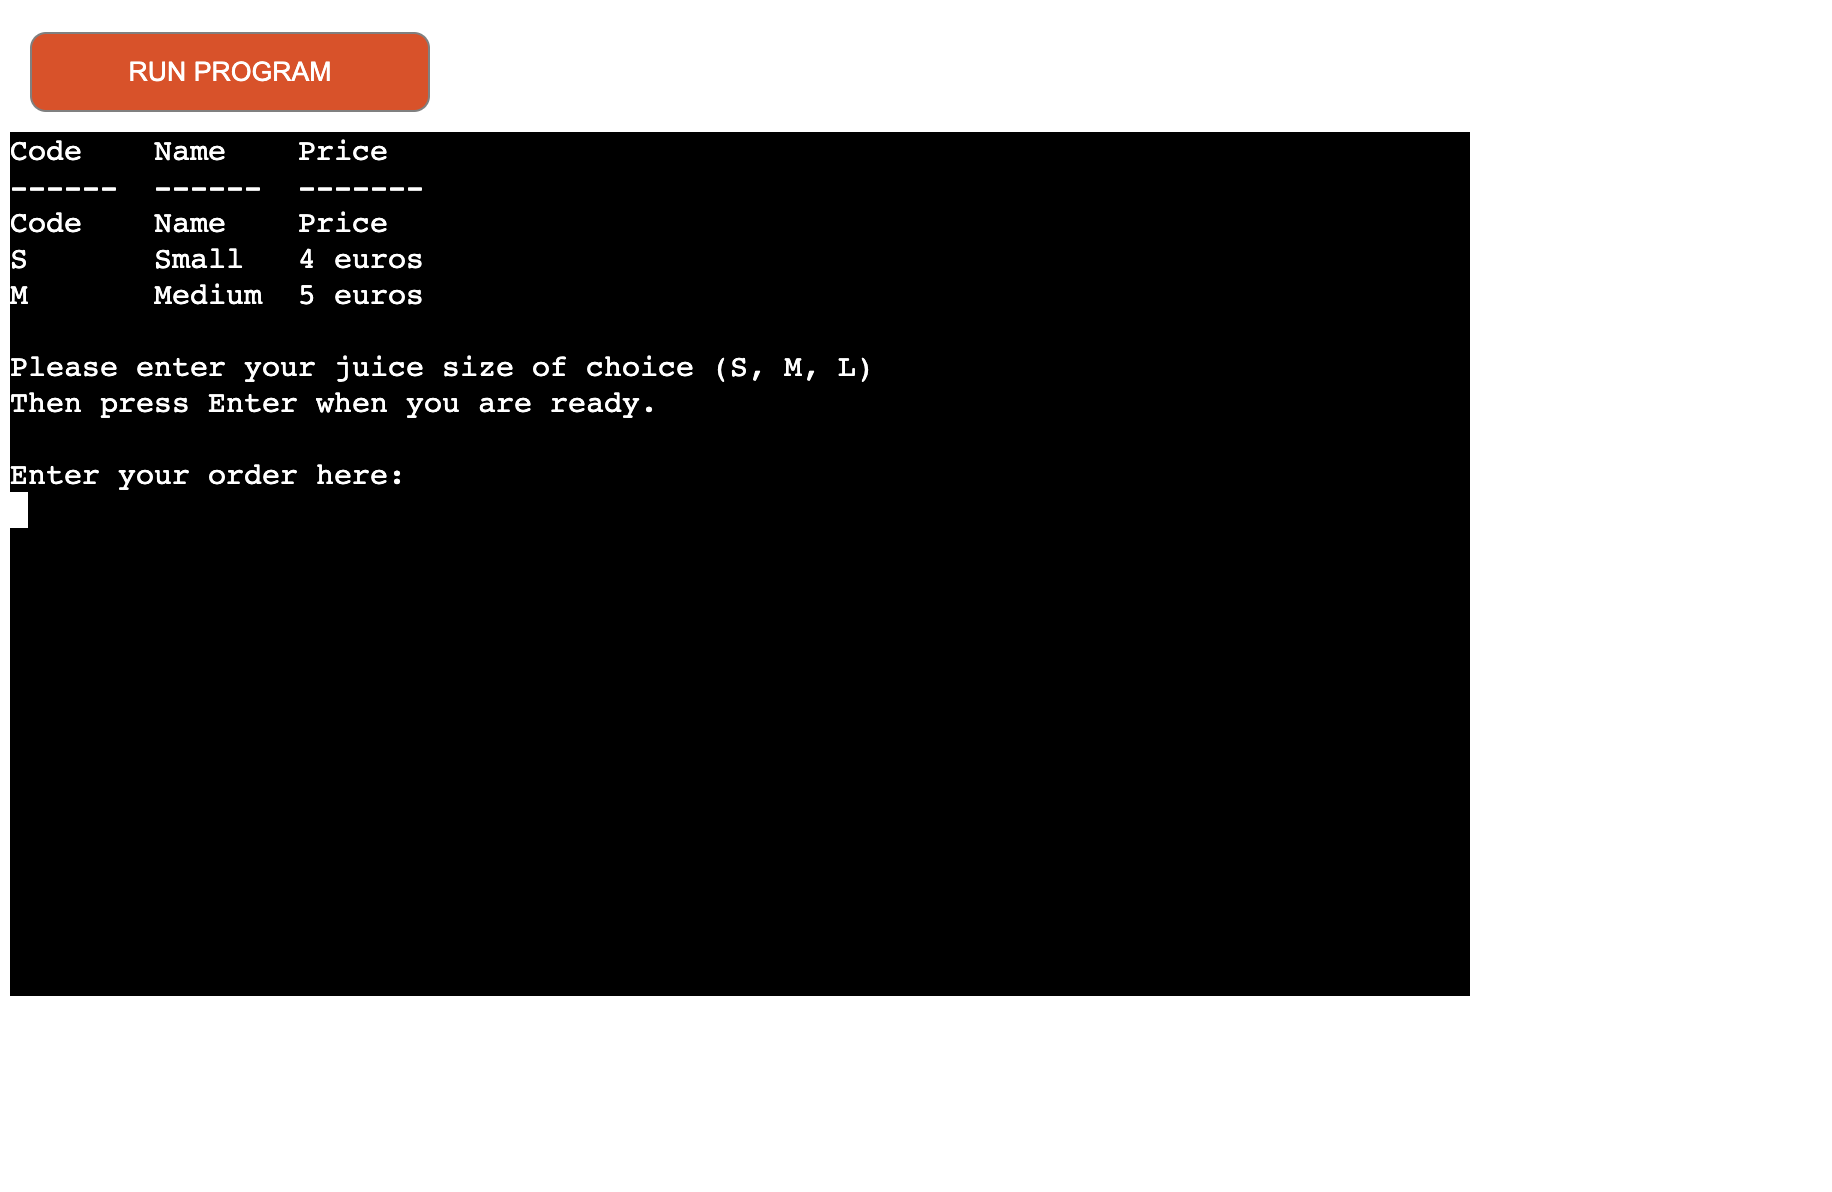 RUN PROGRAM
Code    Name    Price
------  ------  -------
Code    Name    Price
S       Small   4 euros
M       Medium  5 euros
Please enter your juice size of choice (S, M, L)
Then press Enter when you are ready.
Enter your order here: